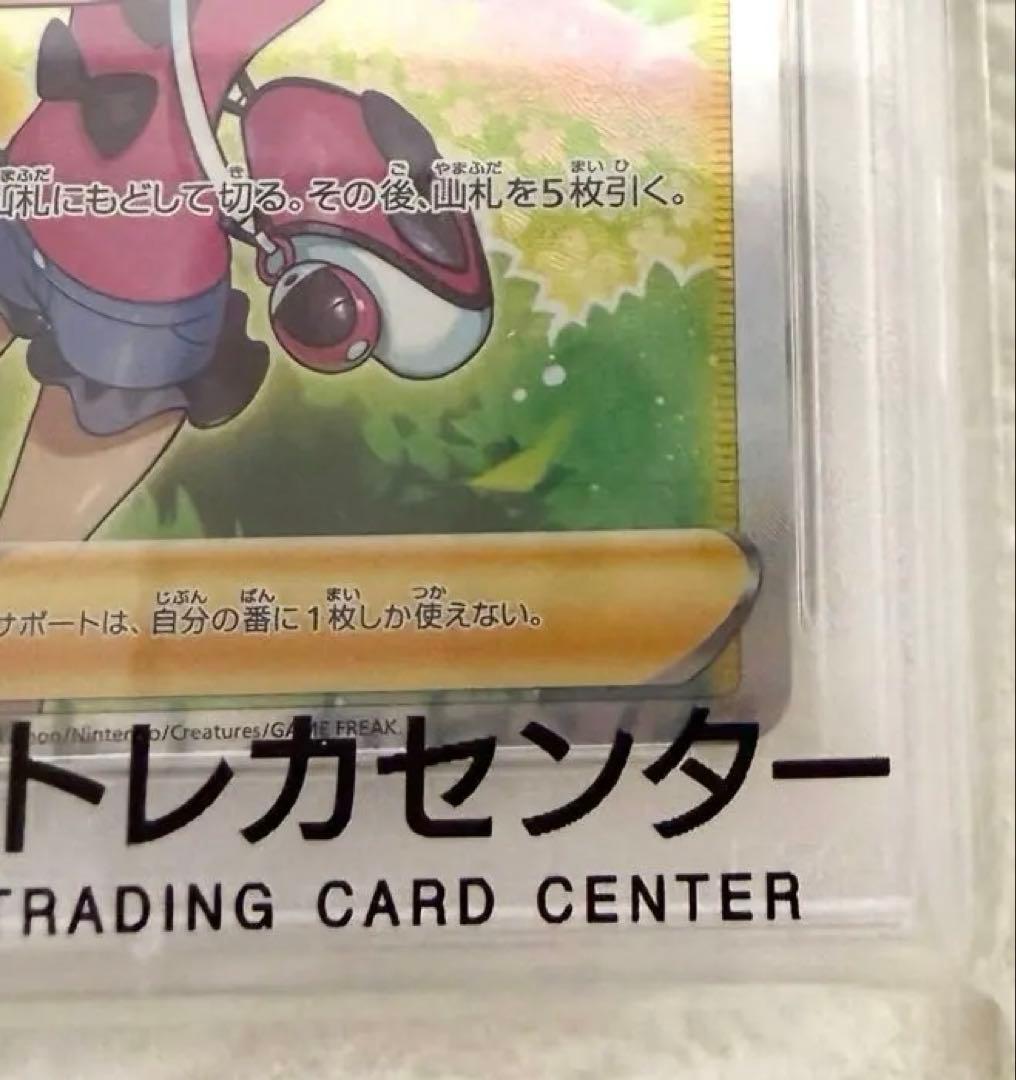 山札にもどして切る。その後、山札を5枚引く。
サポートは、自分の番に1枚しか使えない。
mon/Nintendo/Creatures/GAME FREAK.
トレカセンター
TRADING CARD CENTER